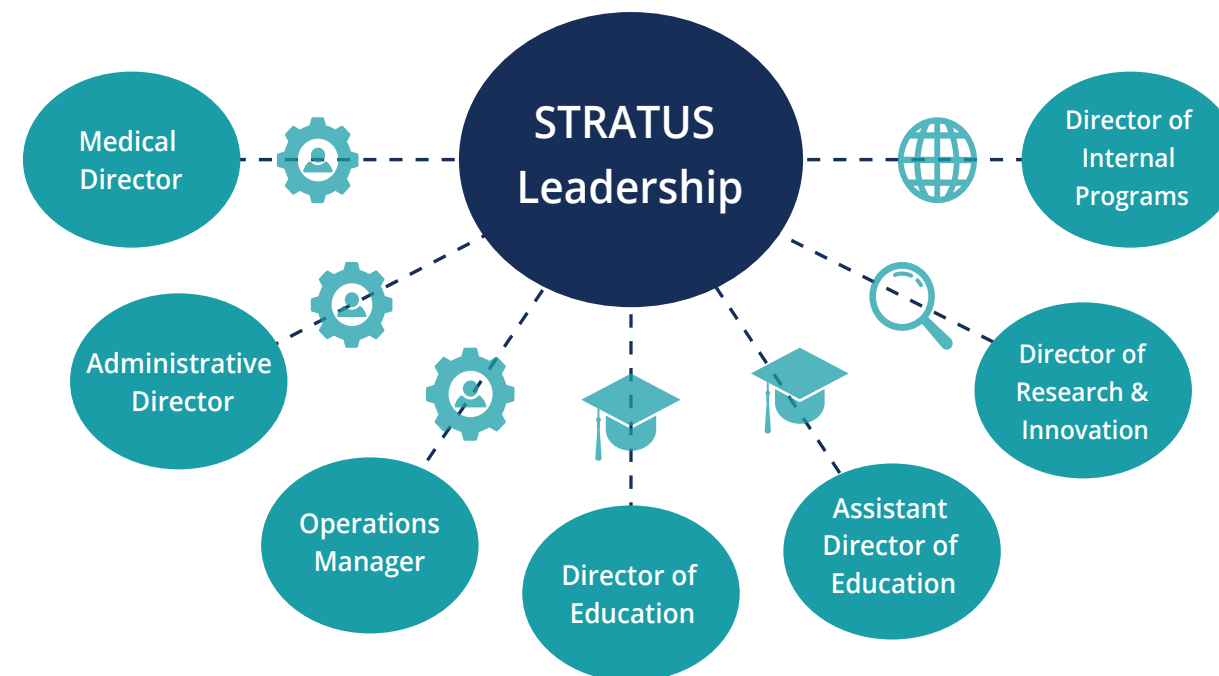 STRATUS
Leadership
Medical
Director
Administrative
Director
Operations
Manager
Director of
Education
Assistant
Director of
Education
Director of
Research &
Innovation
Director of
Internal
Programs